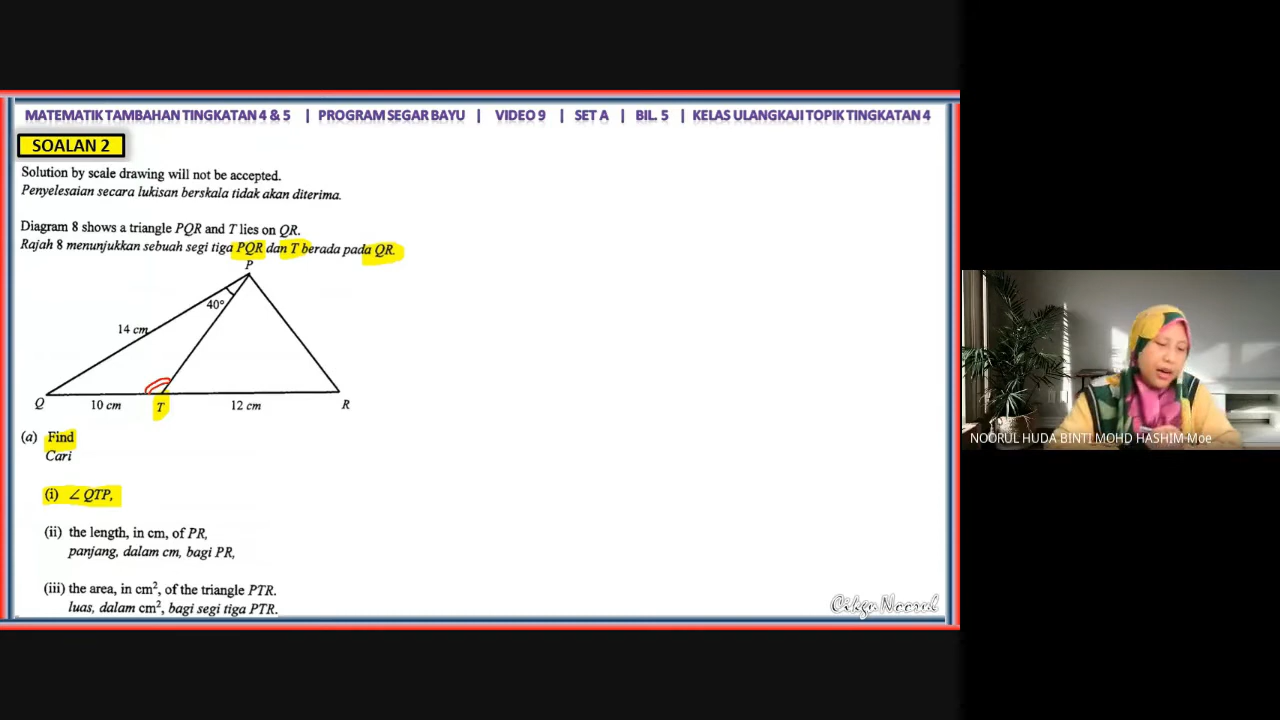 MATEMATIK TAMBAHAN TINGKATAN 4 & 5 | PROGRAM SEGAR BAYU | VIDEO 9 | SET A | BIL. 5 | KELAS ULANGKAJI TOPIK TINGKATAN 4
SOALAN 2
Solution by scale drawing will not be accepted.
Penyelesaian secara lukisan berskala tidak akan diterima.
Diagram 8 shows a triangle PQR and T lies on QR.
Rajah 8 menunjukkan sebuah segi tiga PQR dan T berada pada QR.
P
40°
14 cm
Q 10 cm T 12 cm R
(a) Find
Cari
(i) ∠ QTP,
(ii) the length, in cm, of PR,
panjang, dalam cm, bagi PR,
(iii) the area, in cm², of the triangle PTR.
luas, dalam cm², bagi segi tiga PTR.
Cikgu Noorul
NOORUL HUDA BINTI MOHD HASHIM Moe